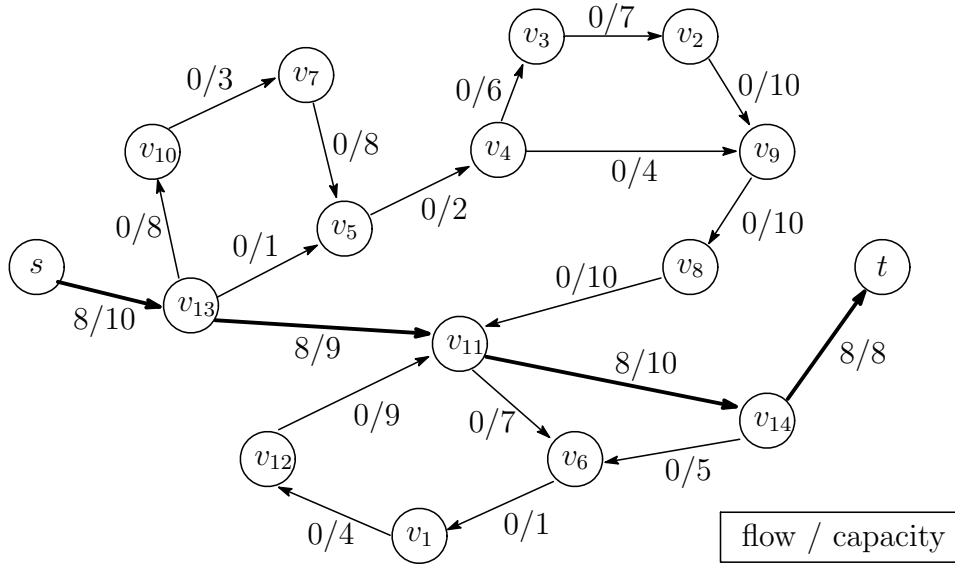 0/7
v3
v2
0/3
v7
0/6
0/10
v10
0/8
v4
0/4
v9
0/8
0/1
v5
0/2
0/10
s
v13
0/10
v8
t
8/10
8/9
v11
8/10
8/8
0/9
0/7
v14
v12
v6
0/5
0/4
v1
0/1
flow / capacity